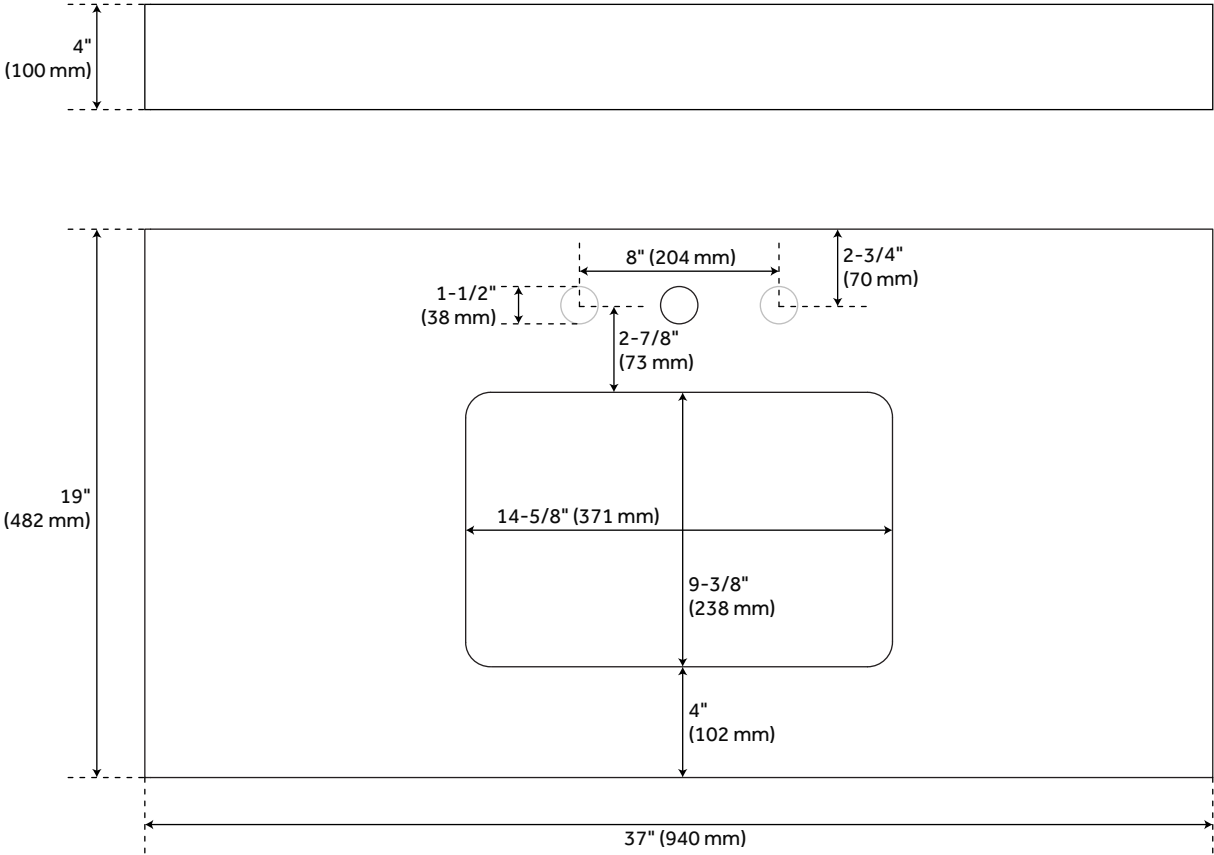 4"
(100 mm)
8" (204 mm)
2-3/4"
(70 mm)
1-1/2"
(38 mm)
2-7/8"
(73 mm)
19"
(482 mm)
14-5/8" (371 mm)
9-3/8"
(238 mm)
4"
(102 mm)
37" (940 mm)